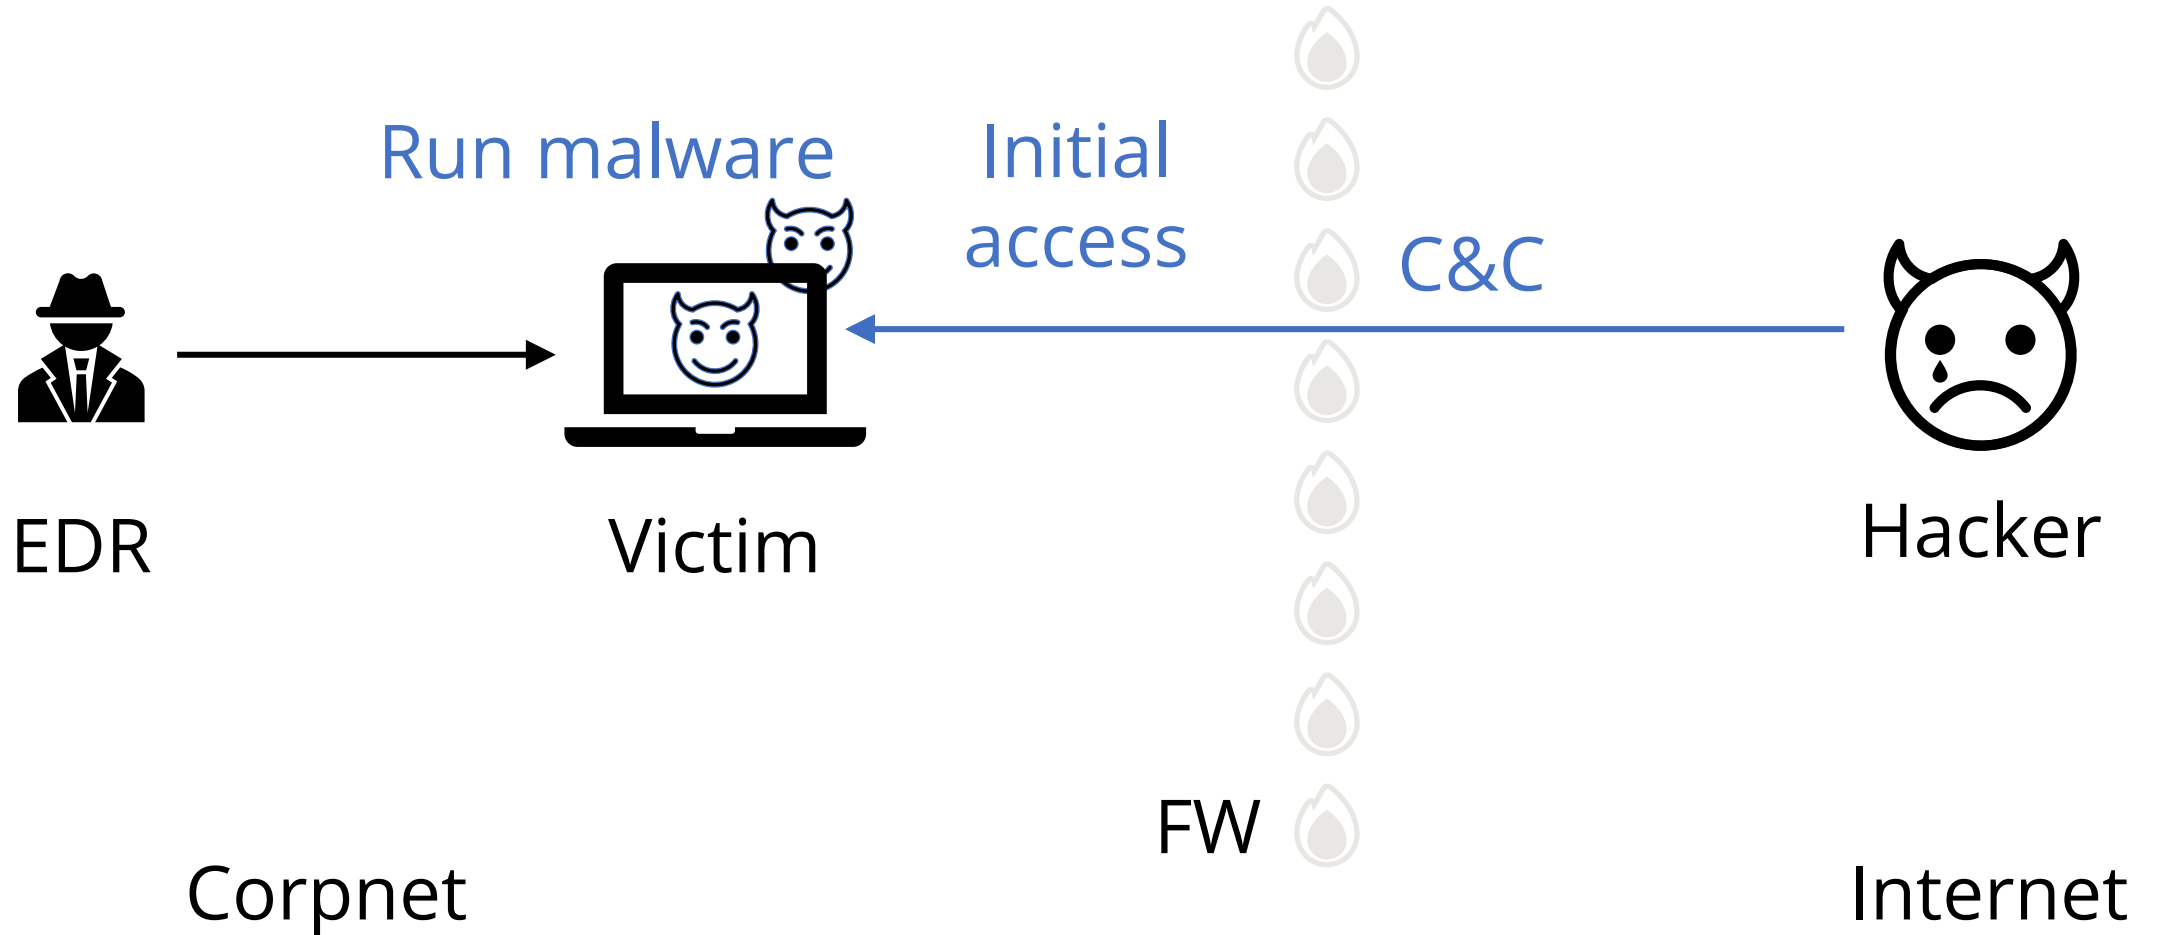 Run malware
Initial
access
C&C
EDR
Victim
Hacker
FW
Corpnet
Internet